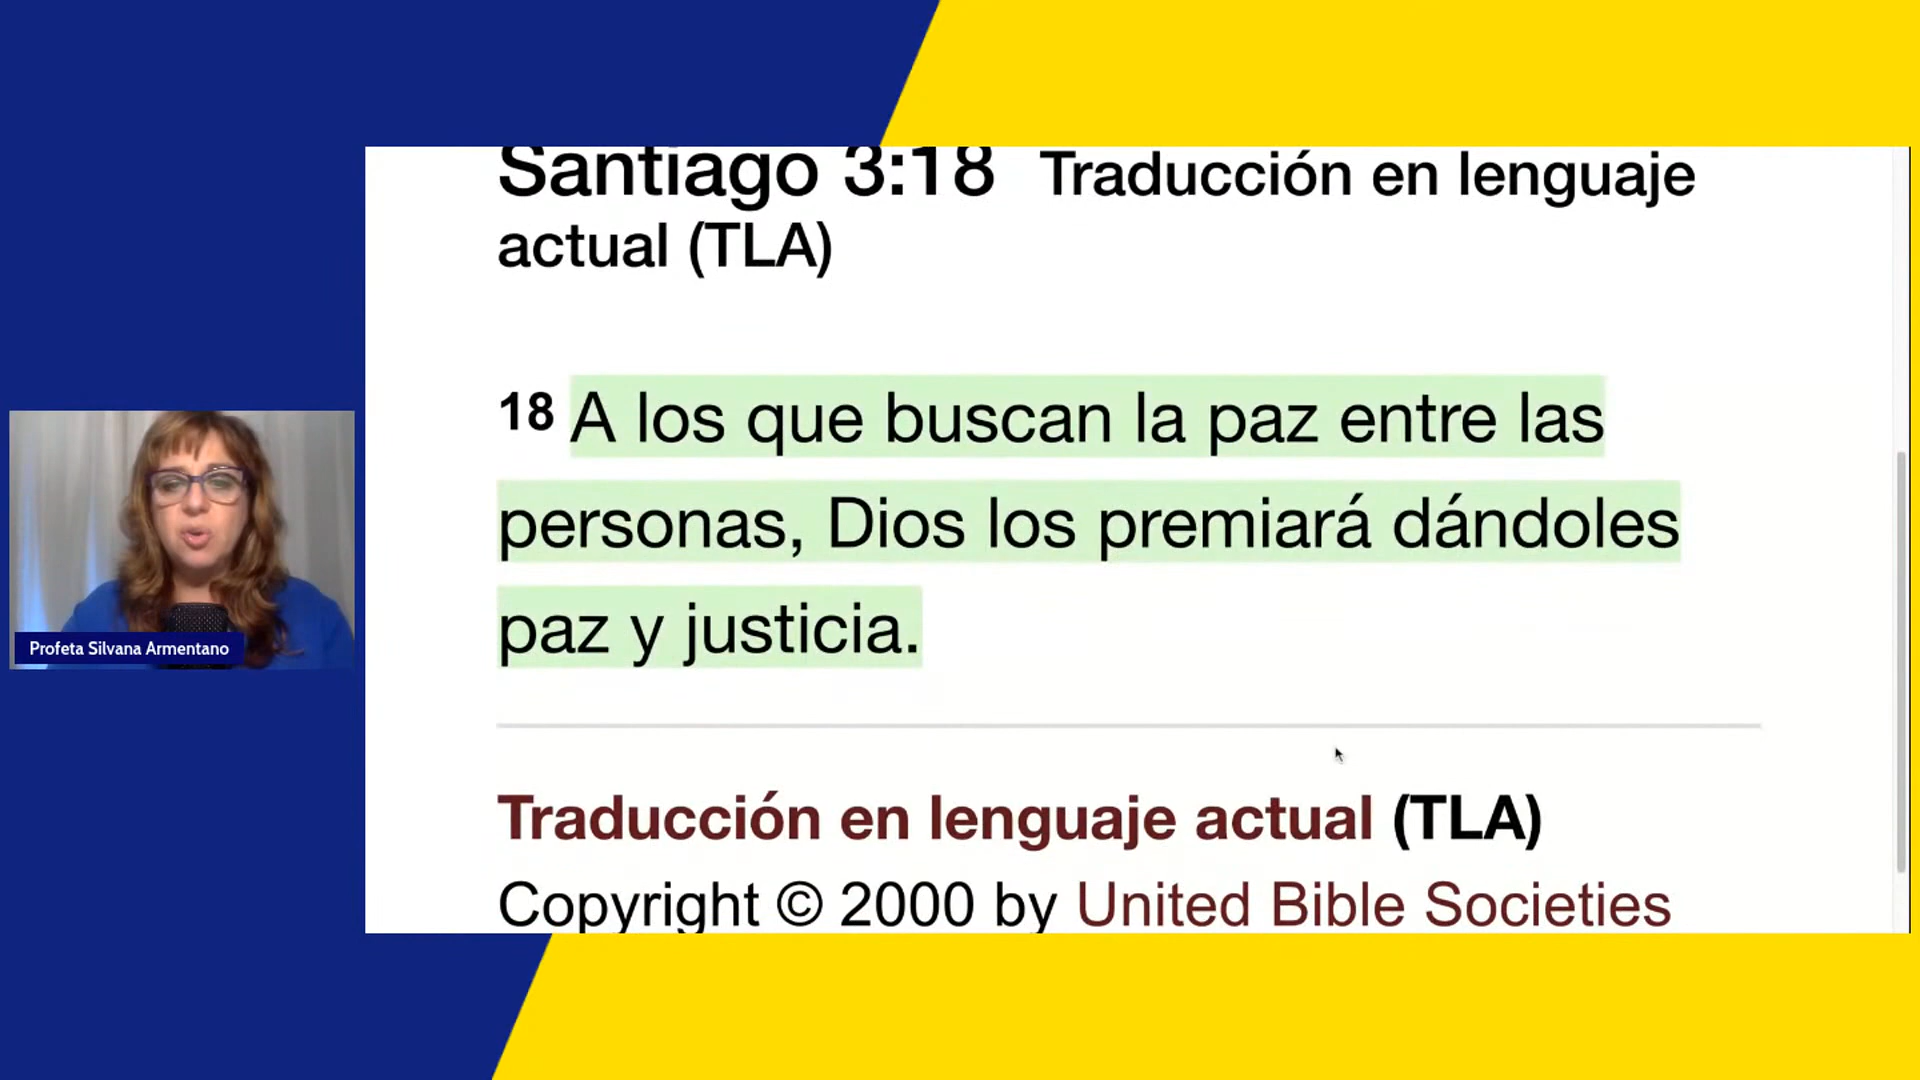 Santiago 3:18 Traducción en lenguaje
actual (TLA)
18 A los que buscan la paz entre las
personas, Dios los premiará dándoles
paz y justicia.
Profeta Silvana Armentano
Traducción en lenguaje actual (TLA)
Copyright © 2000 by United Bible Societies